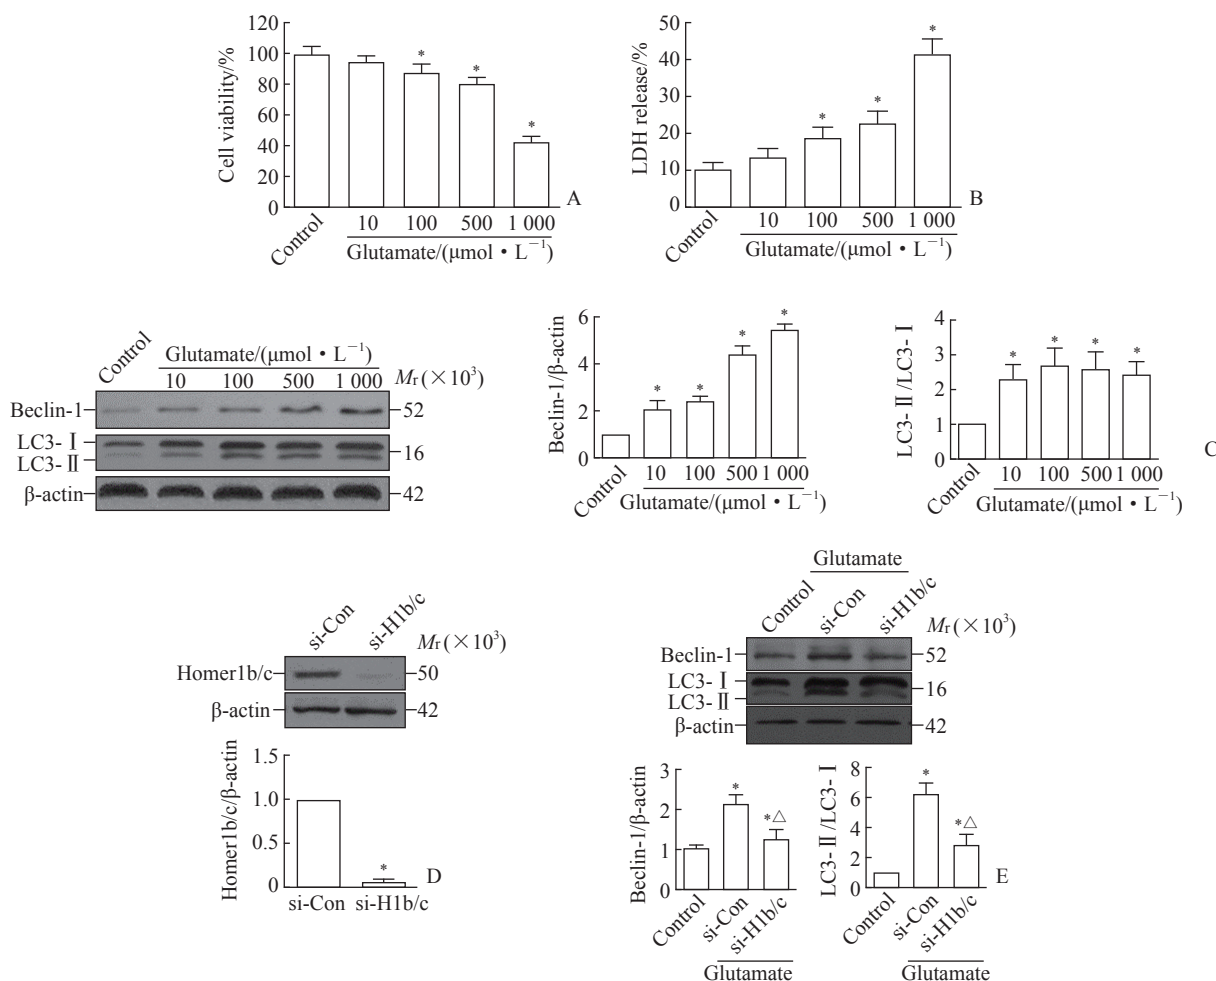 Cell viability/%
120
100
80
60
40
20
0
*
*
*
Control
10 100 500 1 000
Glutamate/(μmol · L⁻¹)
A
LDH release/%
50
40
30
20
10
0
*
*
*
Control
10 100 500 1 000
Glutamate/(μmol · L⁻¹)
B
Control
Glutamate/(μmol · L⁻¹)
10 100 500 1 000
Mr(×10³)
Beclin-1 52
LC3-Ⅰ
16
LC3-Ⅱ
β-actin 42
Beclin-1/β-actin
6
4
2
0
* * * *
Control
10 100 500 1 000
Glutamate/(μmol · L⁻¹)
LC3-Ⅱ/LC3-Ⅰ
4
3
2
1
0
* * * *
Control
10 100 500 1 000
Glutamate/(μmol · L⁻¹)
C
si-Con si-H1b/c
Mr(×10³)
Homer1b/c 50
β-actin 42
Homer1b/c/β-actin
1.5
1.0
0.5
0
*
si-Con si-H1b/c
D
Glutamate
Control si-Con si-H1b/c
Mr(×10³)
Beclin-1 52
LC3-Ⅰ
16
LC3-Ⅱ
β-actin 42
Beclin-1/β-actin
3
2
1
0
*
*△
Control si-Con si-H1b/c
Glutamate
LC3-Ⅱ/LC3-Ⅰ
8
6
4
2
0
*
*△
Control si-Con si-H1b/c
Glutamate
E